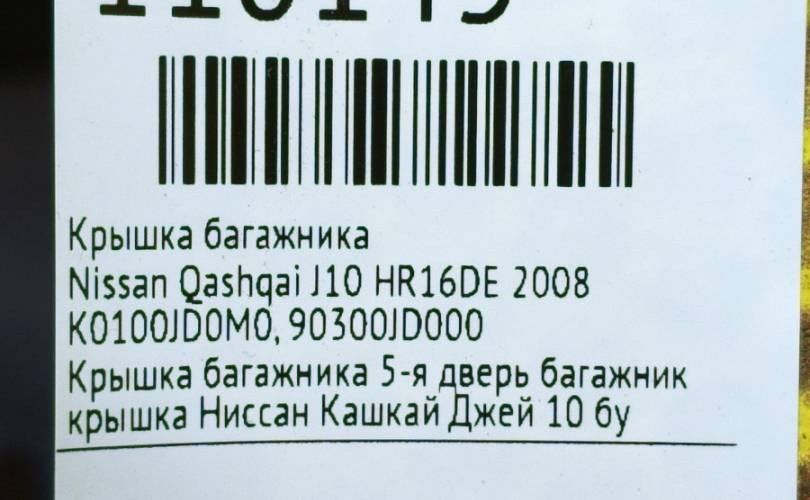 Крышка багажника
Nissan Qashqai J10 HR16DE 2008
K0100JD0M0, 90300JD000
Крышка багажника 5-я дверь багажник
крышка Ниссан Кашкай Джей 10 бу